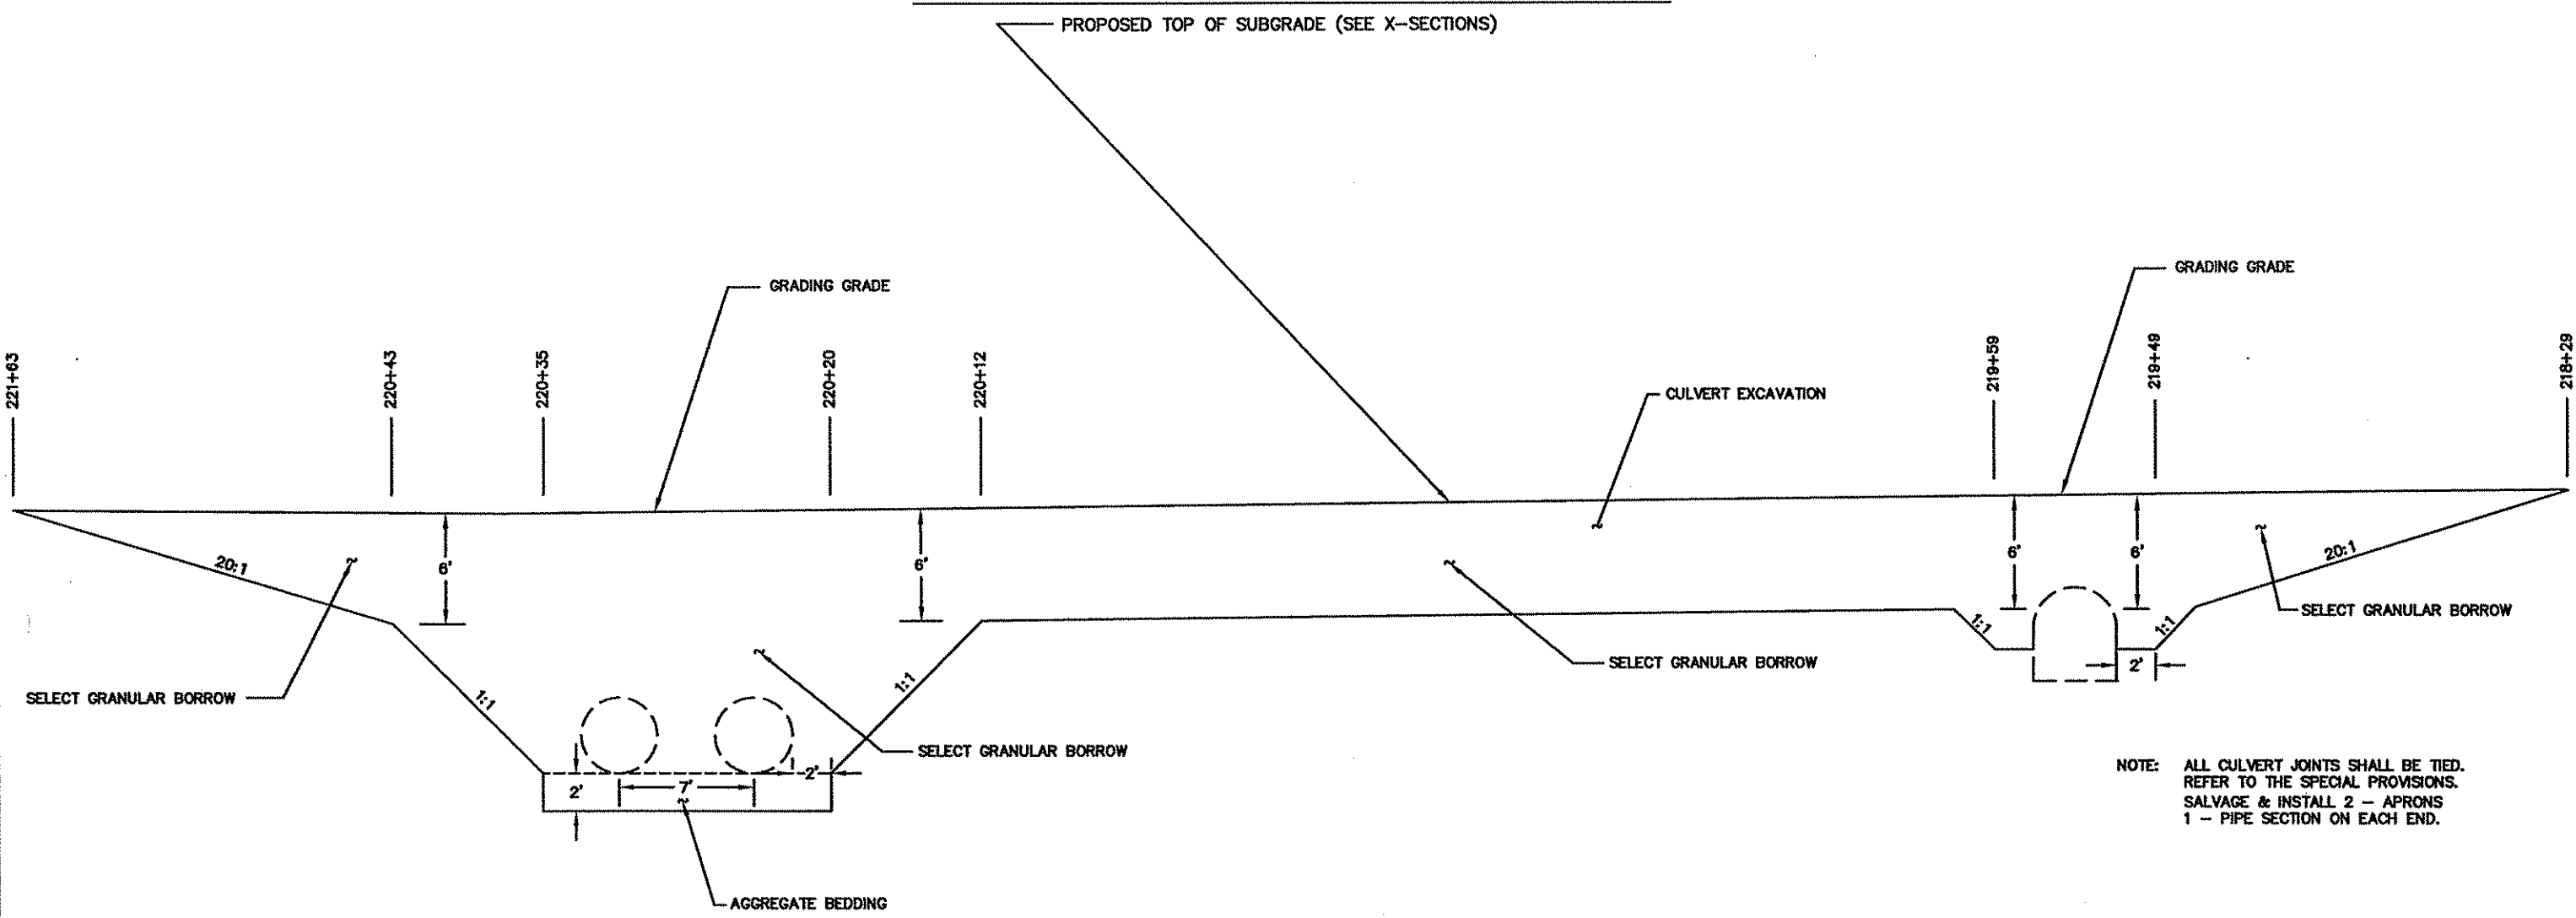 PROPOSED TOP OF SUBGRADE (SEE X-SECTIONS)
GRADING GRADE
GRADING GRADE
221+63
220+43
220+35
220+20
220+12
219+59
219+49
218+29
CULVERT EXCAVATION
20:1
6'
6'
6'
6'
20:1
SELECT GRANULAR BORROW
1:1
1:1
1:1
1:1
2'
SELECT GRANULAR BORROW
SELECT GRANULAR BORROW
SELECT GRANULAR BORROW
2'
7'
2'
AGGREGATE BEDDING
NOTE: ALL CULVERT JOINTS SHALL BE TIED.
REFER TO THE SPECIAL PROVISIONS.
SALVAGE & INSTALL 2 – APRONS
1 – PIPE SECTION ON EACH END.